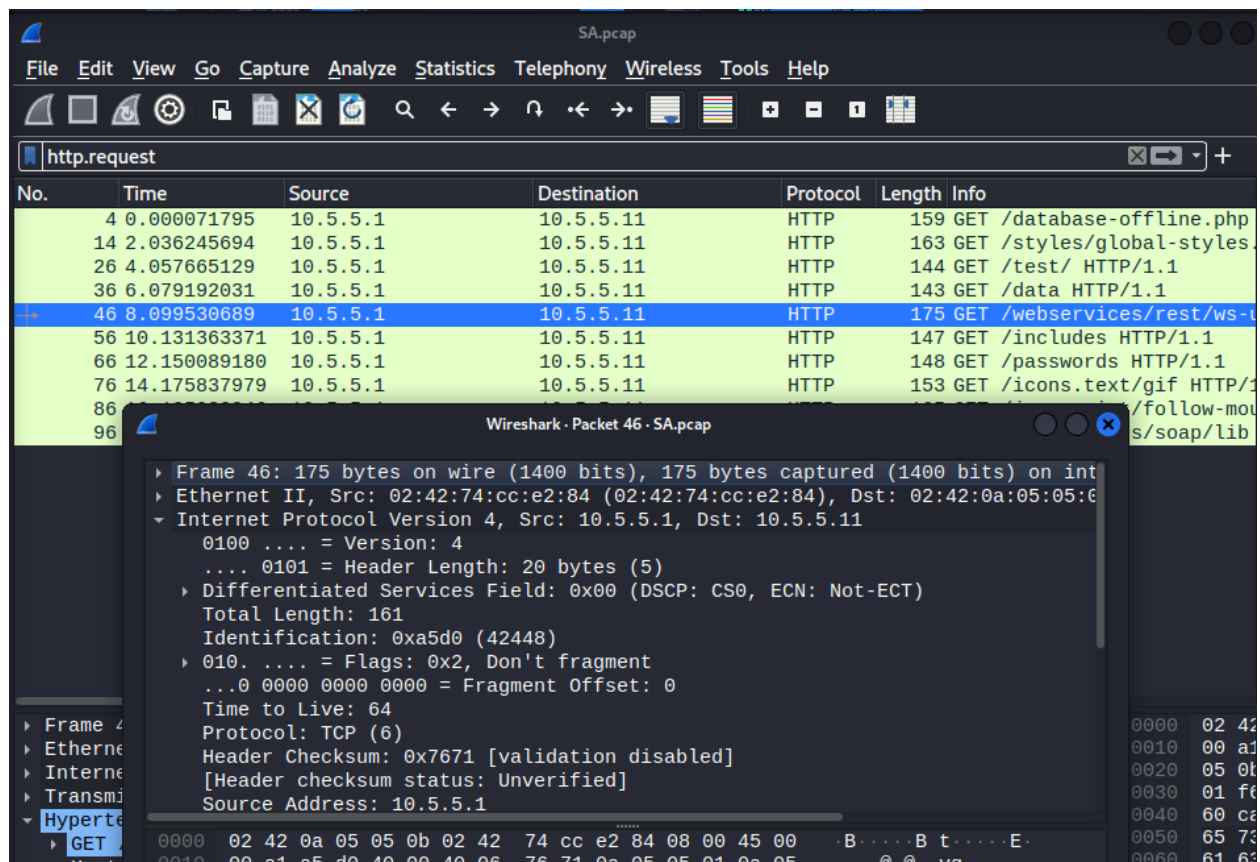 SA.pcap
File Edit View Go Capture Analyze Statistics Telephony Wireless Tools Help
http.request
No. Time Source Destination Protocol Length Info
4 0.000071795 10.5.5.1 10.5.5.11 HTTP 159 GET /database-offline.php
14 2.036245694 10.5.5.1 10.5.5.11 HTTP 163 GET /styles/global-styles.
26 4.057665129 10.5.5.1 10.5.5.11 HTTP 144 GET /test/ HTTP/1.1
36 6.079192031 10.5.5.1 10.5.5.11 HTTP 143 GET /data HTTP/1.1
46 8.099530689 10.5.5.1 10.5.5.11 HTTP 175 GET /webservices/rest/ws-u
56 10.131363371 10.5.5.1 10.5.5.11 HTTP 147 GET /includes HTTP/1.1
66 12.150089180 10.5.5.1 10.5.5.11 HTTP 148 GET /passwords HTTP/1.1
76 14.175837979 10.5.5.1 10.5.5.11 HTTP 153 GET /icons.text/gif HTTP/1
86 /follow-mou
96 s/soap/lib
Wireshark · Packet 46 · SA.pcap
Frame 46: 175 bytes on wire (1400 bits), 175 bytes captured (1400 bits) on int
Ethernet II, Src: 02:42:74:cc:e2:84 (02:42:74:cc:e2:84), Dst: 02:42:0a:05:05:0
Internet Protocol Version 4, Src: 10.5.5.1, Dst: 10.5.5.11
0100 .... = Version: 4
.... 0101 = Header Length: 20 bytes (5)
Differentiated Services Field: 0x00 (DSCP: CS0, ECN: Not-ECT)
Total Length: 161
Identification: 0xa5d0 (42448)
010. .... = Flags: 0x2, Don't fragment
...0 0000 0000 0000 = Fragment Offset: 0
Time to Live: 64
Protocol: TCP (6)
Header Checksum: 0x7671 [validation disabled]
[Header checksum status: Unverified]
Source Address: 10.5.5.1
0000 02 42 0a 05 05 0b 02 42 74 cc e2 84 08 00 45 00 ·B·····B t·····E·
Frame 4
Etherne
Interne
Transmi
Hyperte
GET
0000 02 42
0010 00 a1
0020 05 0b
0030 01 f6
0040 60 ca
0050 65 73